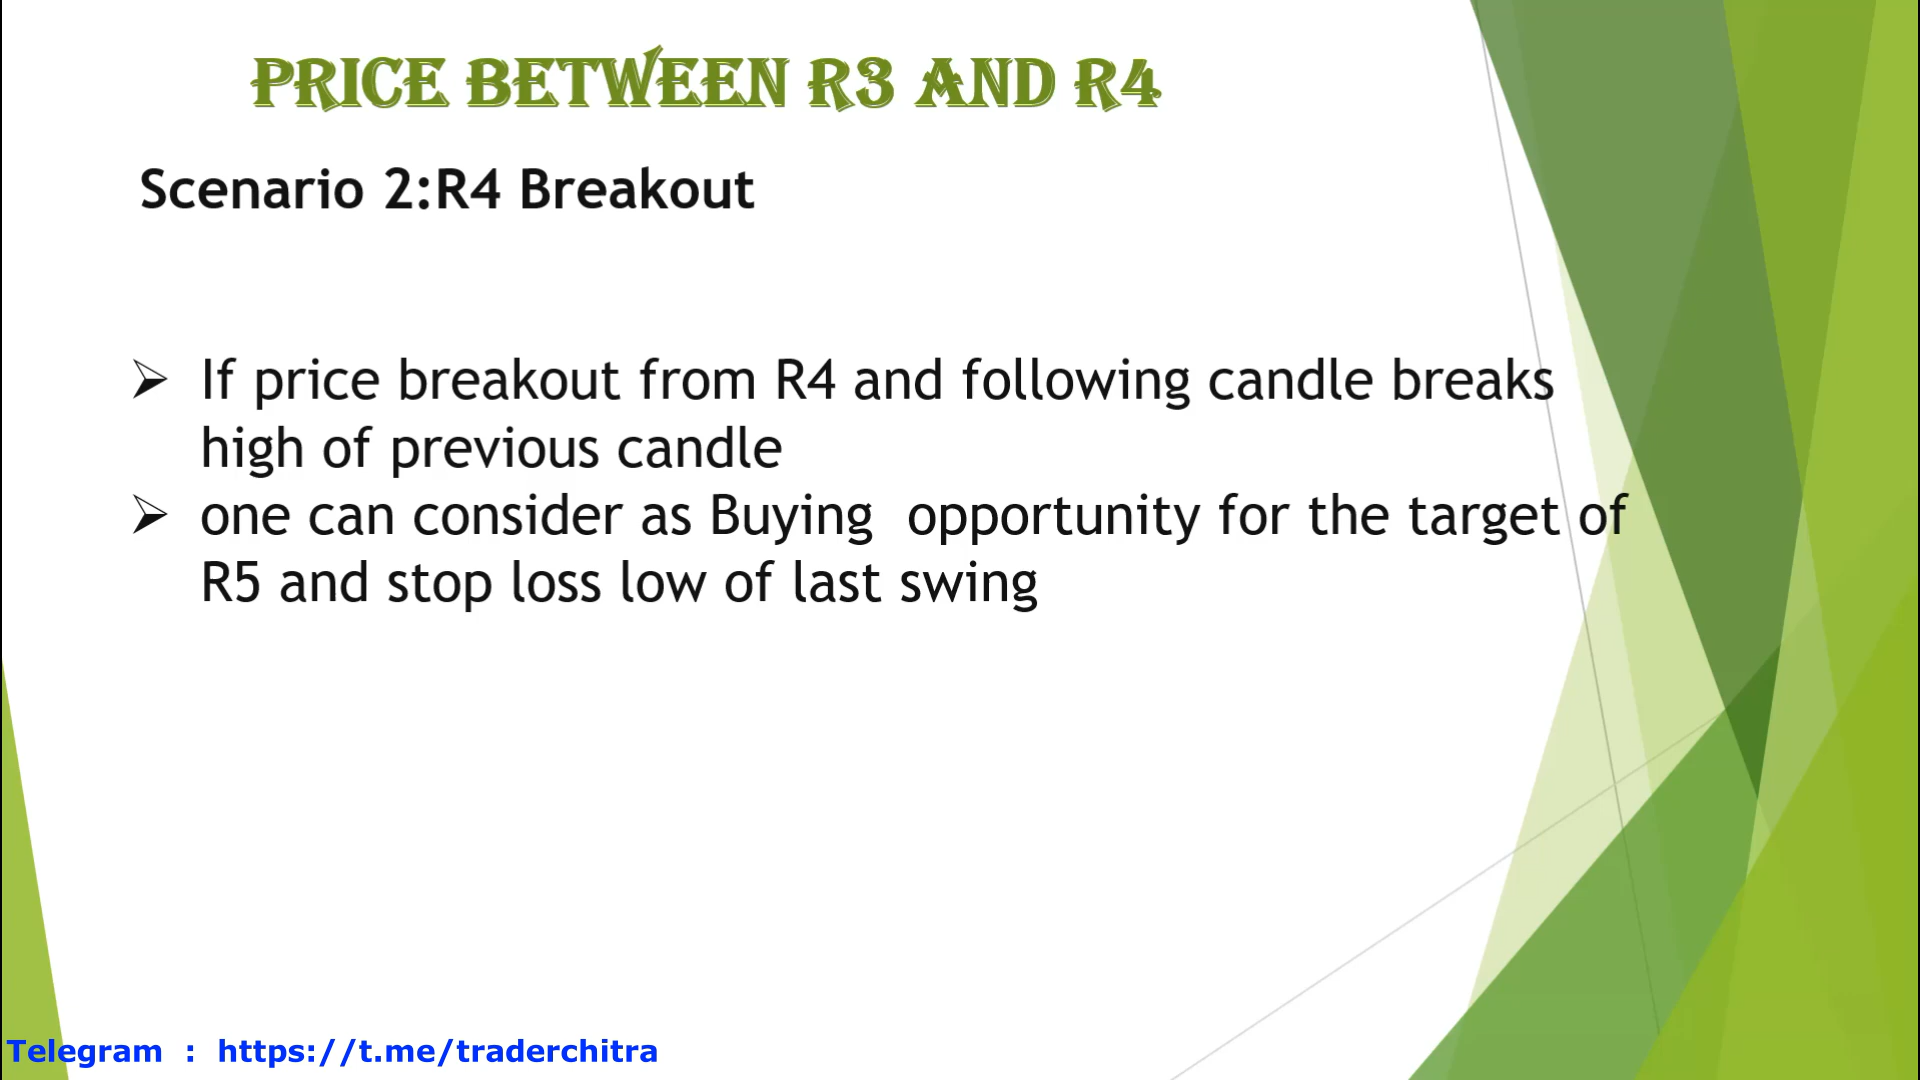 PRICE BETWEEN R3 AND R4
Scenario 2:R4 Breakout
➢ If price breakout from R4 and following candle breaks
high of previous candle
➢ one can consider as Buying  opportunity for the target of
R5 and stop loss low of last swing
Telegram  :  https://t.me/traderchitra